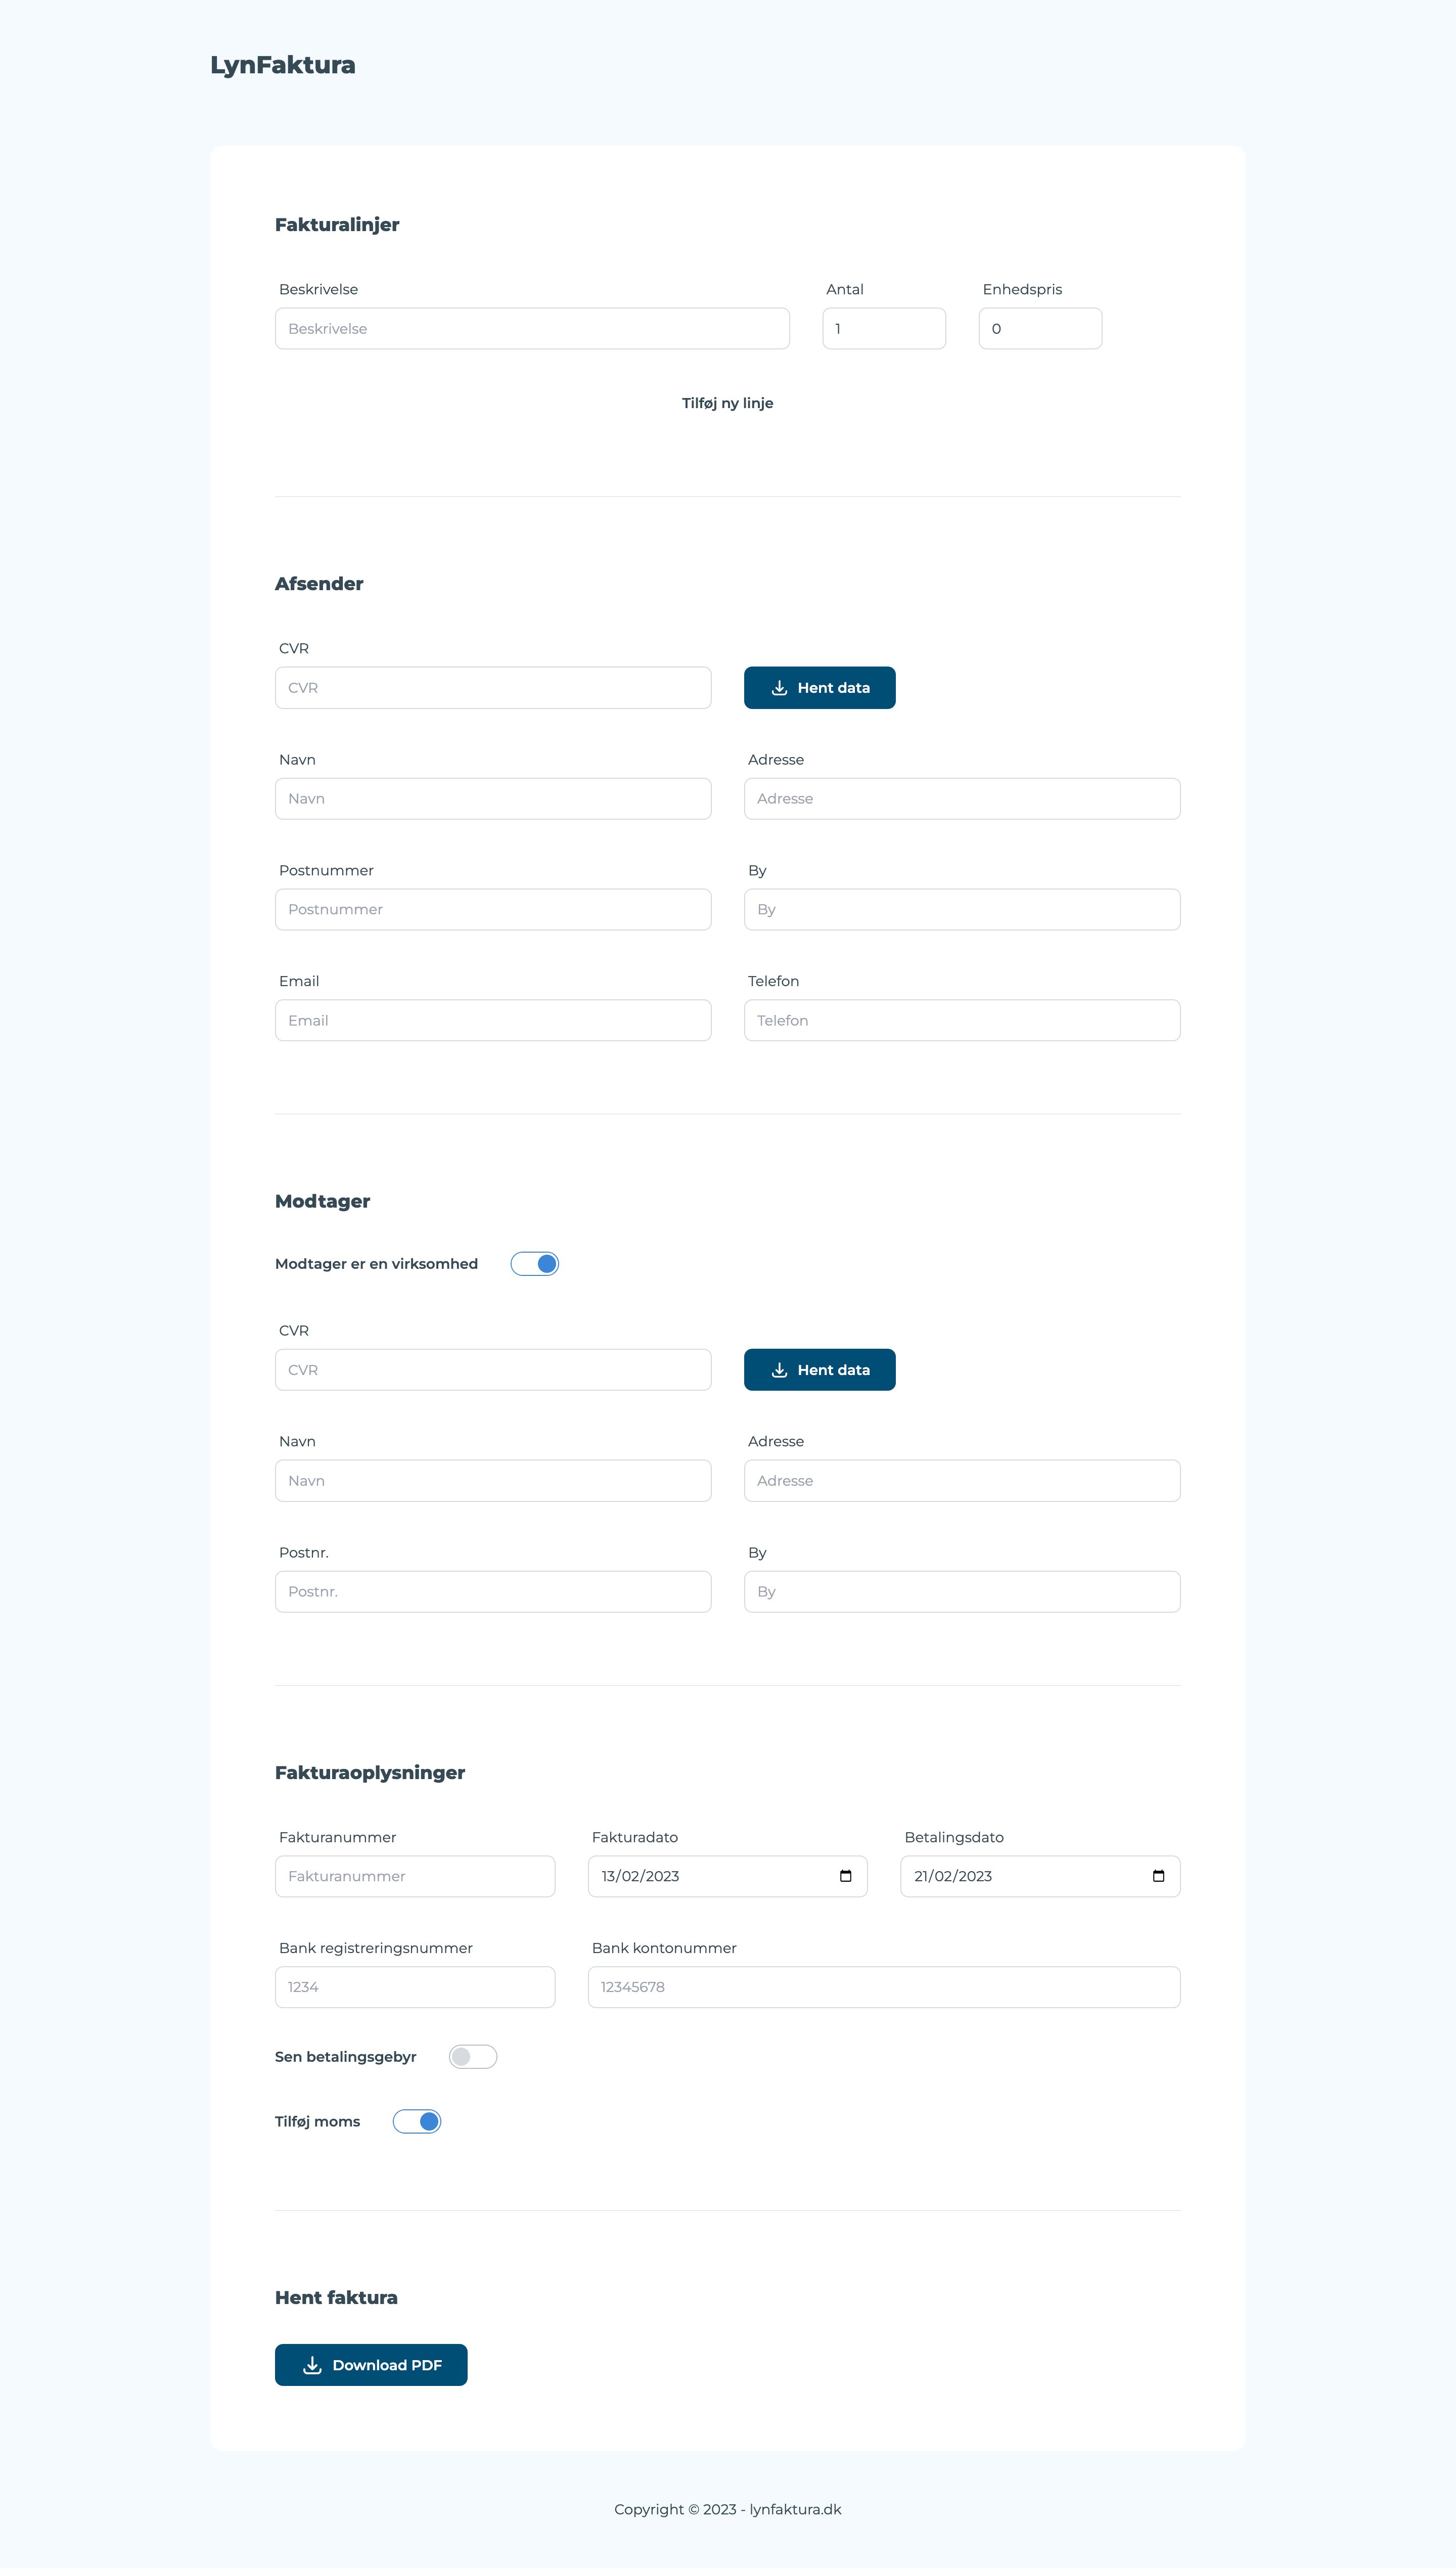 LynFaktura
Fakturalinjer
Beskrivelse Antal Enhedspris
Beskrivelse 1 0
Tilføj ny linje
Afsender
CVR
CVR Hent data
Navn Adresse
Navn Adresse
Postnummer By
Postnummer By
Email Telefon
Email Telefon
Modtager
Modtager er en virksomhed
CVR
CVR Hent data
Navn Adresse
Navn Adresse
Postnr. By
Postnr. By
Fakturaoplysninger
Fakturanummer Fakturadato Betalingsdato
Fakturanummer 13/02/2023 21/02/2023
Bank registreringsnummer Bank kontonummer
1234 12345678
Sen betalingsgebyr
Tilføj moms
Hent faktura
Download PDF
Copyright © 2023 - lynfaktura.dk